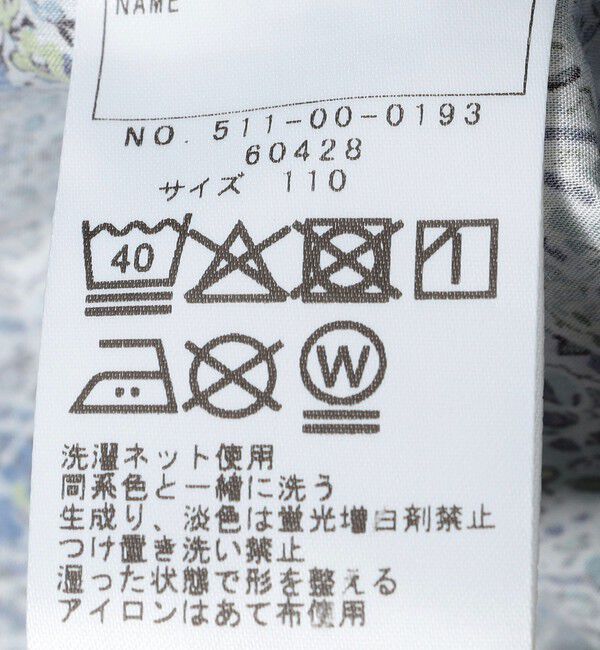 NAME
NO. 511-00-0193
60428
サイズ 110
40
W
洗濯ネット使用
同系色と一緒に洗う
生成り、淡色は蛍光増白剤禁止
つけ置き洗い禁止
湿った状態で形を整える
アイロンはあて布使用